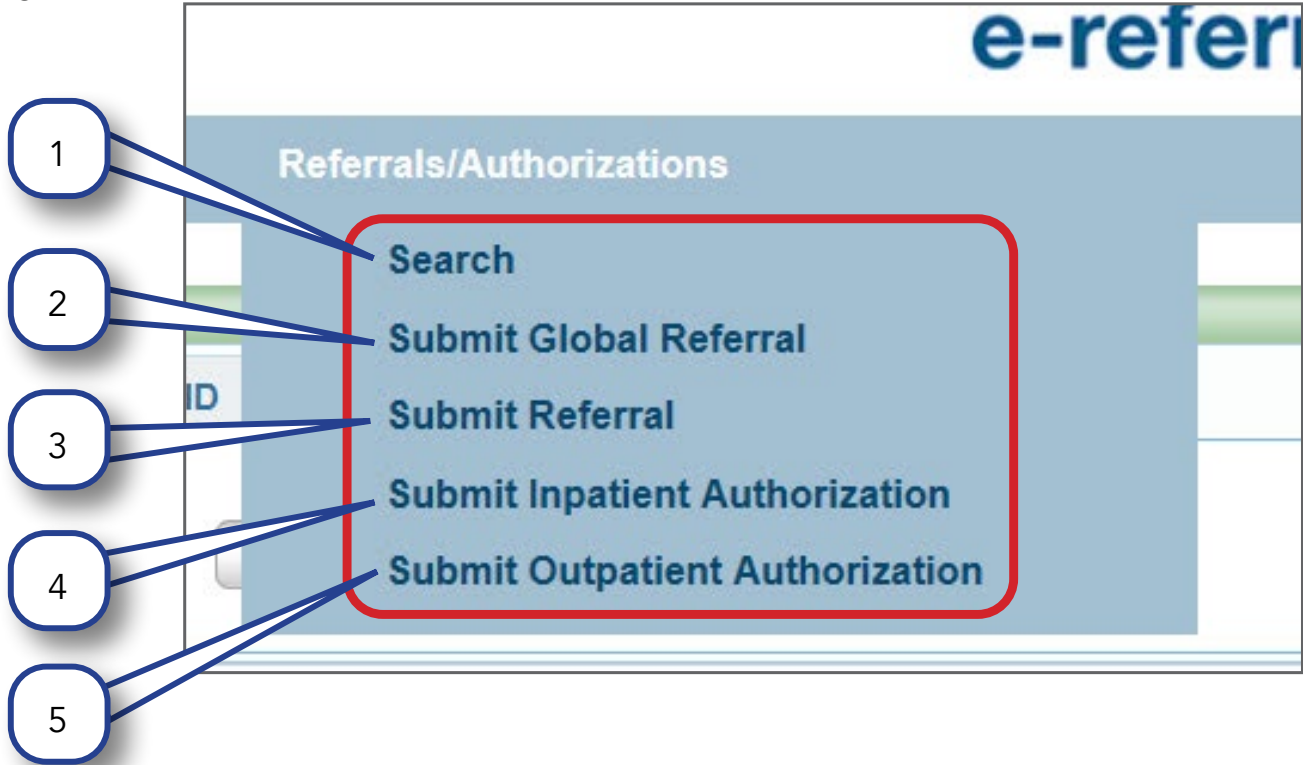 e-referr
Referrals/Authorizations
1
Search
2
Submit Global Referral
ID
3
Submit Referral
4
Submit Inpatient Authorization
5
Submit Outpatient Authorization